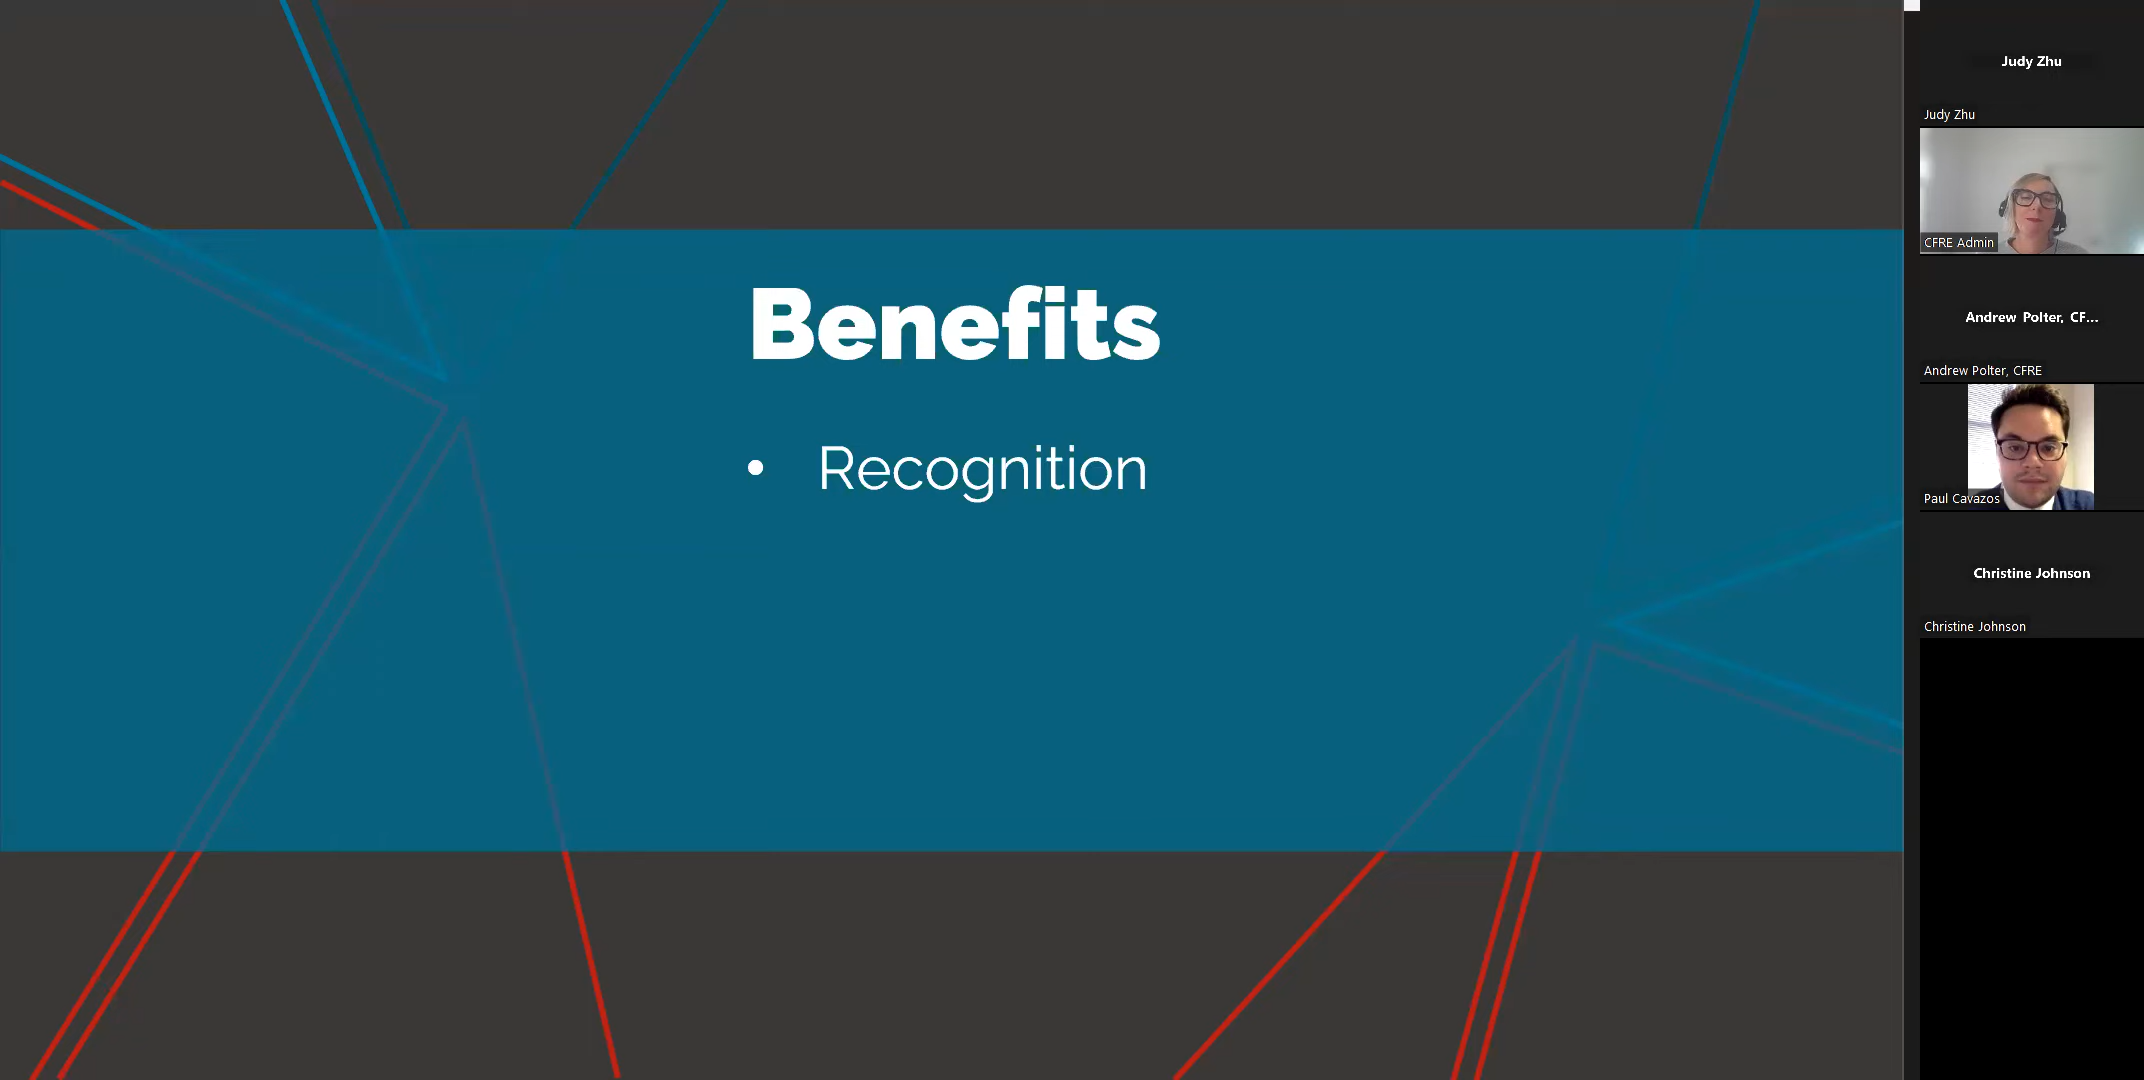 Benefits
• Recognition
Judy Zhu
Judy Zhu
CFRE Admin
Andrew Polter, CF...
Andrew Polter, CFRE
Paul Cavazos
Christine Johnson
Christine Johnson